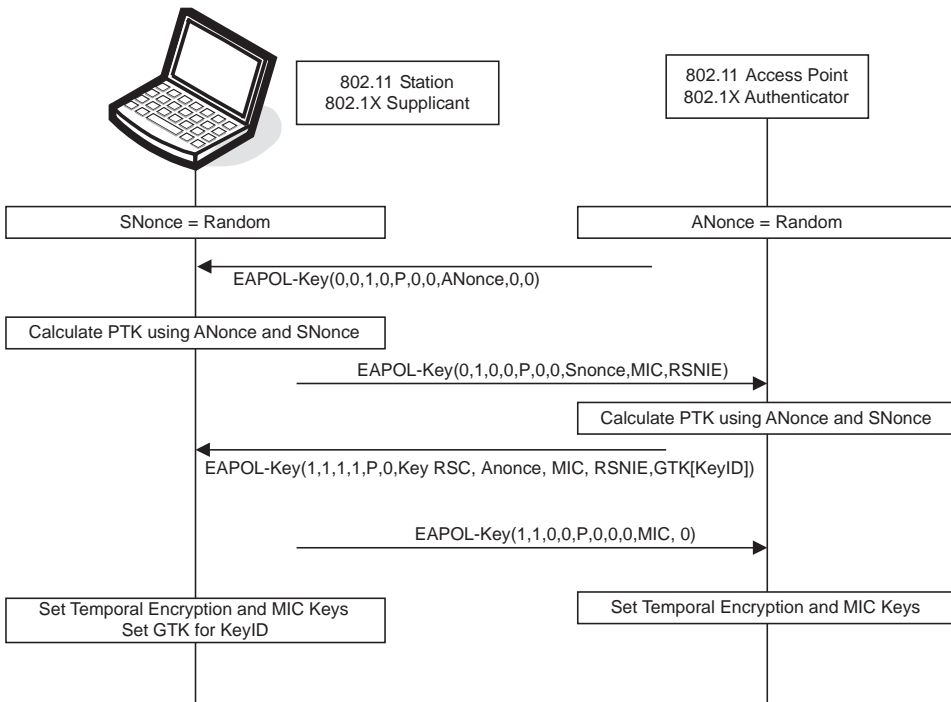 802.11 Station
802.1X Supplicant
802.11 Access Point
802.1X Authenticator
SNonce = Random
ANonce = Random
EAPOL-Key(0,0,1,0,P,0,0,ANonce,0,0)
Calculate PTK using ANonce and SNonce
EAPOL-Key(0,1,0,0,P,0,0,Snonce,MIC,RSNIE)
Calculate PTK using ANonce and SNonce
EAPOL-Key(1,1,1,1,P,0,Key RSC, Anonce, MIC, RSNIE,GTK[KeyID])
EAPOL-Key(1,1,0,0,P,0,0,0,MIC, 0)
Set Temporal Encryption and MIC Keys
Set GTK for KeyID
Set Temporal Encryption and MIC Keys